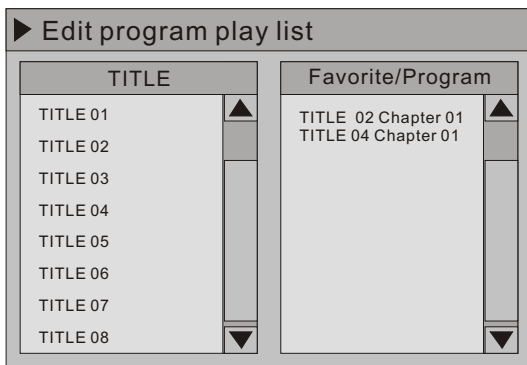 Edit program play list
TITLE
TITLE 01
TITLE 02
TITLE 03
TITLE 04
TITLE 05
TITLE 06
TITLE 07
TITLE 08
Favorite/Program
TITLE 02 Chapter 01
TITLE 04 Chapter 01